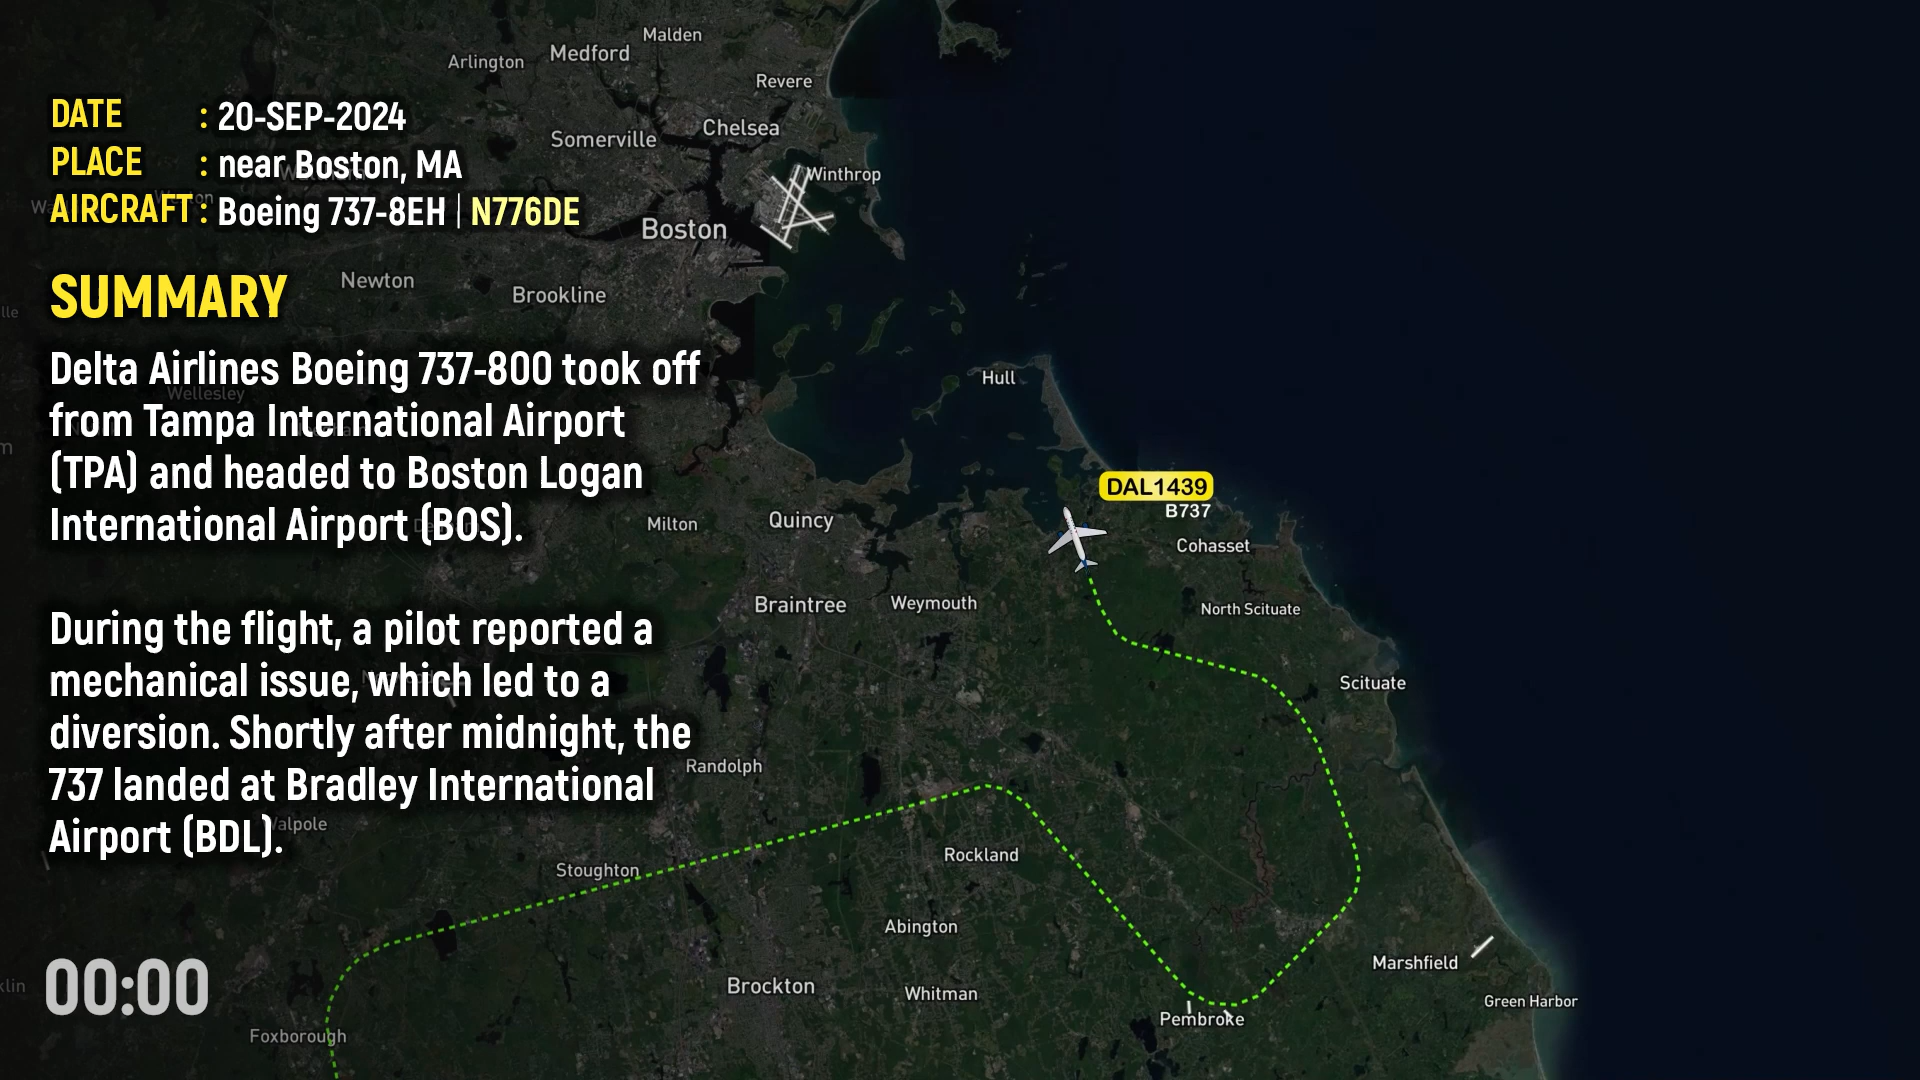 Malden
Medford
Arlington
Revere
DATE : 20-SEP-2024
Chelsea
Somerville
PLACE : near Boston, MA
Winthrop
AIRCRAFT : Boeing 737-8EH | N776DE
Boston
SUMMARY
Newton
Brookline
Hull
Delta Airlines Boeing 737-800 took off
Wellesley
from Tampa International Airport
(TPA) and headed to Boston Logan
International Airport (BOS).
DAL1439
B737
Milton
Quincy
Cohasset
Braintree
Weymouth
North Scituate
During the flight, a pilot reported a
mechanical issue, which led to a
diversion. Shortly after midnight, the
737 landed at Bradley International
Airport (BDL).
Scituate
Randolph
Rockland
Stoughton
Abington
Marshfield
Brockton
Whitman
Green Harbor
Pembroke
00:00
Foxborough